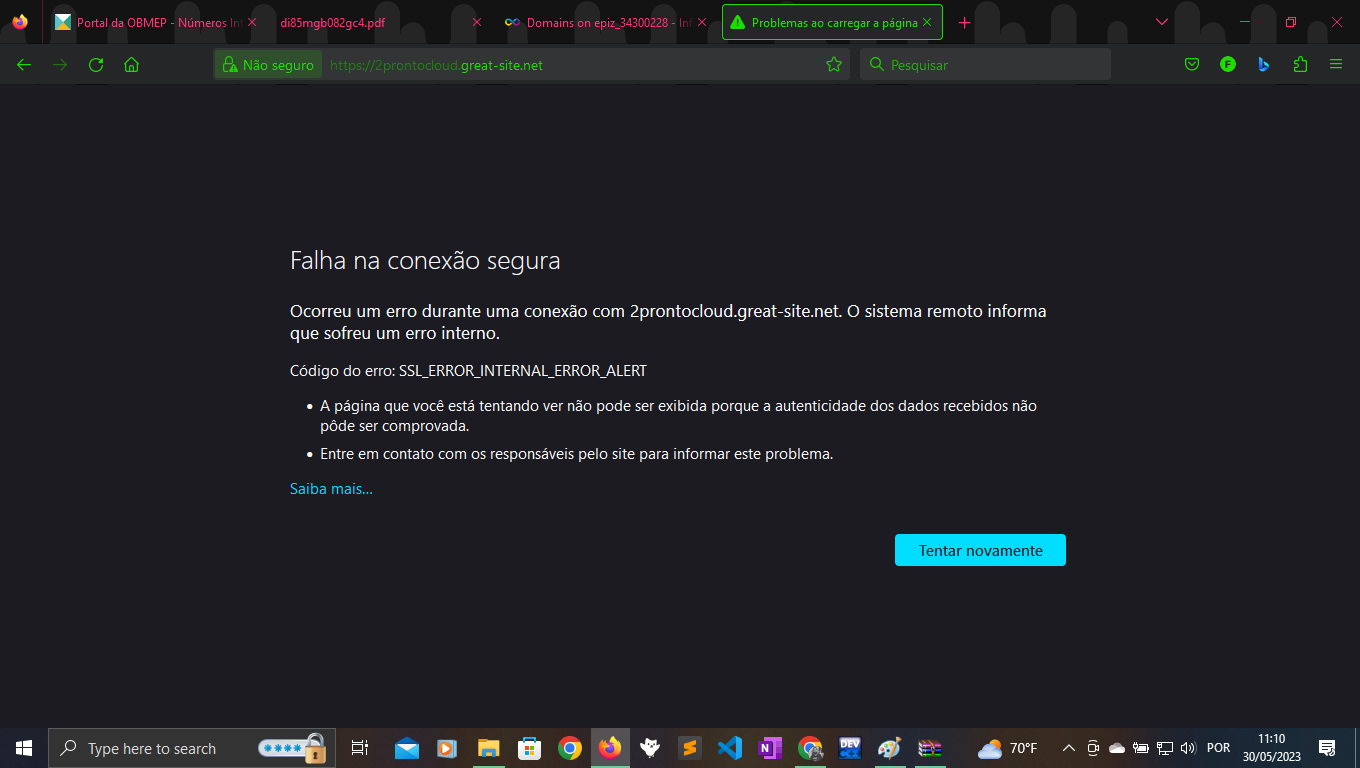 Portal da OBMEP - Números Int
di85mgb082gc4.pdf
Domains on epiz_34300228 - Inf
Problemas ao carregar a página
Não seguro
https://2prontocloud.great-site.net
Pesquisar
F
Falha na conexão segura
Ocorreu um erro durante uma conexão com 2prontocloud.great-site.net. O sistema remoto informa
que sofreu um erro interno.
Código do erro: SSL_ERROR_INTERNAL_ERROR_ALERT
A página que você está tentando ver não pode ser exibida porque a autenticidade dos dados recebidos não
pôde ser comprovada.
Entre em contato com os responsáveis pelo site para informar este problema.
Saiba mais...
Tentar novamente
Type here to search
N
DEV
70°F
POR
11:10
30/05/2023